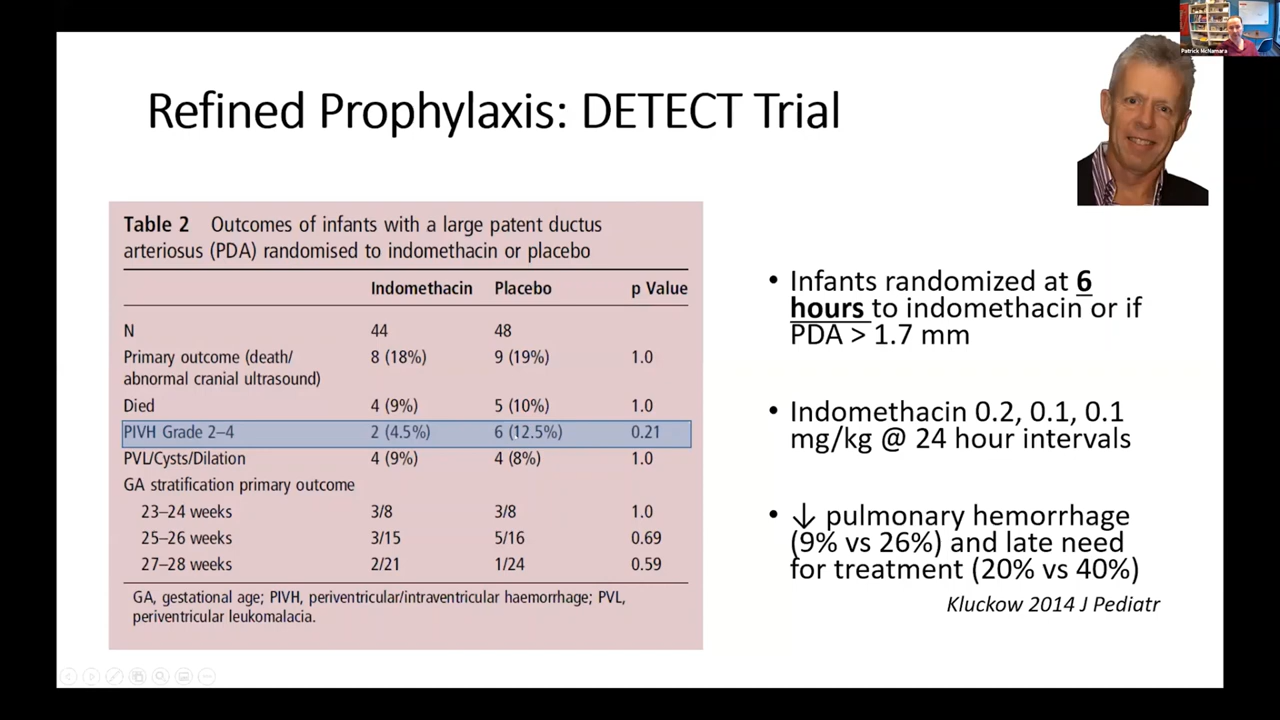 Patrick McNamara
Refined Prophylaxis: DETECT Trial
Table 2 Outcomes of infants with a large patent ductus
arteriosus (PDA) randomised to indomethacin or placebo
Indomethacin Placebo p Value
N 44 48
Primary outcome (death/ 8 (18%) 9 (19%) 1.0
abnormal cranial ultrasound)
Died 4 (9%) 5 (10%) 1.0
PIVH Grade 2–4 2 (4.5%) 6 (12.5%) 0.21
PVL/Cysts/Dilation 4 (9%) 4 (8%) 1.0
GA stratification primary outcome
23–24 weeks 3/8 3/8 1.0
25–26 weeks 3/15 5/16 0.69
27–28 weeks 2/21 1/24 0.59
GA, gestational age; PIVH, periventricular/intraventricular haemorrhage; PVL,
periventricular leukomalacia.
• Infants randomized at 6
hours to indomethacin or if
PDA > 1.7 mm
• Indomethacin 0.2, 0.1, 0.1
mg/kg @ 24 hour intervals
• ↓ pulmonary hemorrhage
(9% vs 26%) and late need
for treatment (20% vs 40%)
Kluckow 2014 J Pediatr